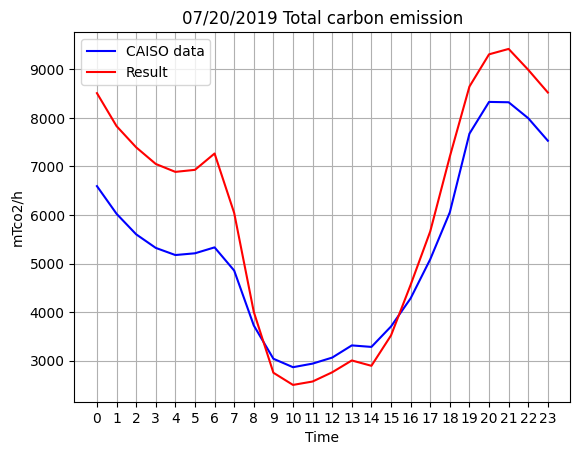 07/20/2019 Total carbon emission
CAISO data
Result
9000
8000
7000
6000
5000
4000
3000
mTco2/h
0 1 2 3 4 5 6 7 8 9 10 11 12 13 14 15 16 17 18 19 20 21 22 23
Time